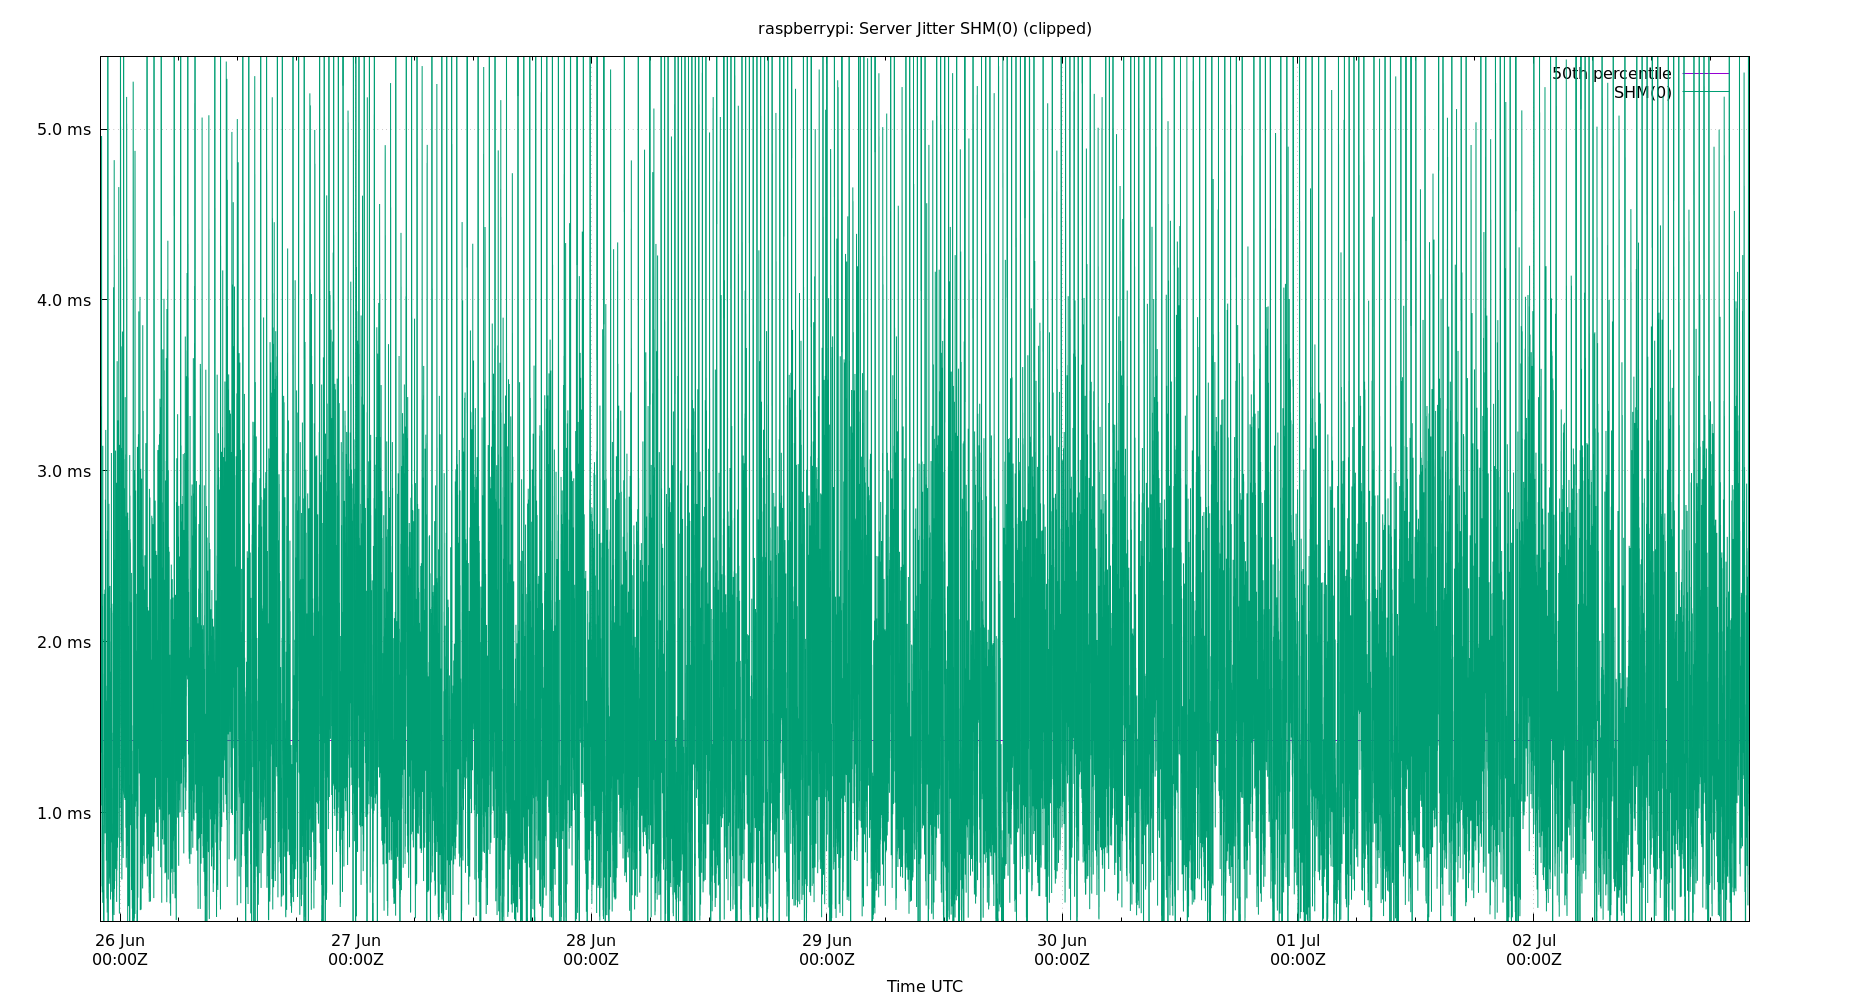 raspberrypi: Server Jitter SHM(0) (clipped)
50th percentile
SHM(0)
5.0 ms
4.0 ms
3.0 ms
2.0 ms
1.0 ms
26 Jun 27 Jun 28 Jun 29 Jun 30 Jun 01 Jul 02 Jul
00:00Z 00:00Z 00:00Z 00:00Z 00:00Z 00:00Z 00:00Z
Time UTC